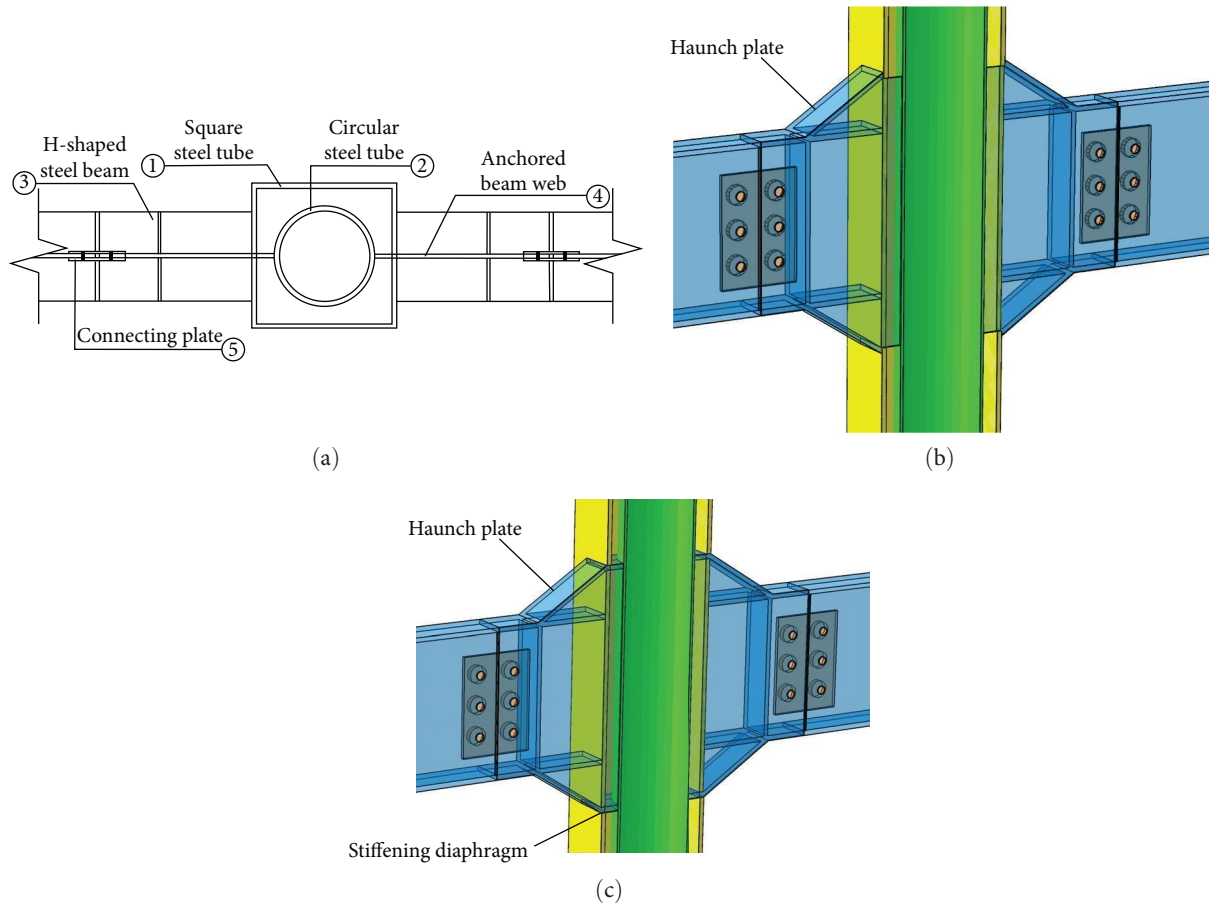 H-shaped
steel beam
③
Square
steel tube
①
Circular
steel tube
②
Anchored
beam web
④
Connecting plate
⑤
(a)
Haunch plate
(b)
Haunch plate
Stiffening diaphragm
(c)